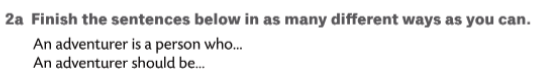 2a Finish the sentences below in as many different ways as you can.
An adventurer is a person who...
An adventurer should be...